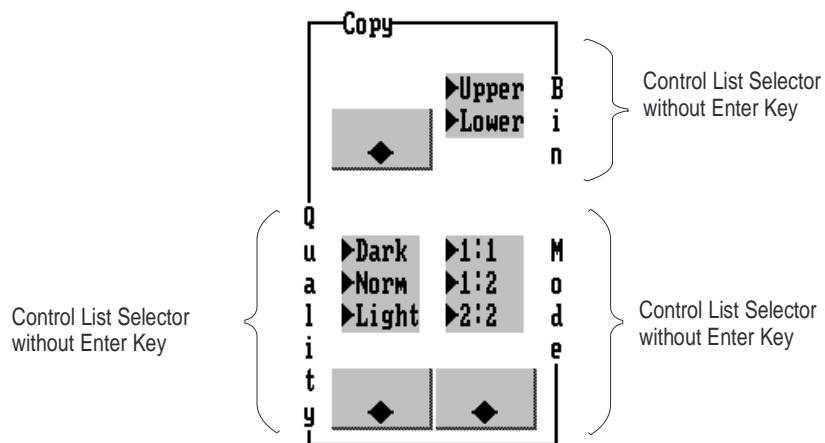 Copy
▶Upper
▶Lower
Bin
Control List Selector
without Enter Key
Quality
▶Dark
▶Norm
▶Light
▶1:1
▶1:2
▶2:2
Mode
Control List Selector
without Enter Key
Control List Selector
without Enter Key